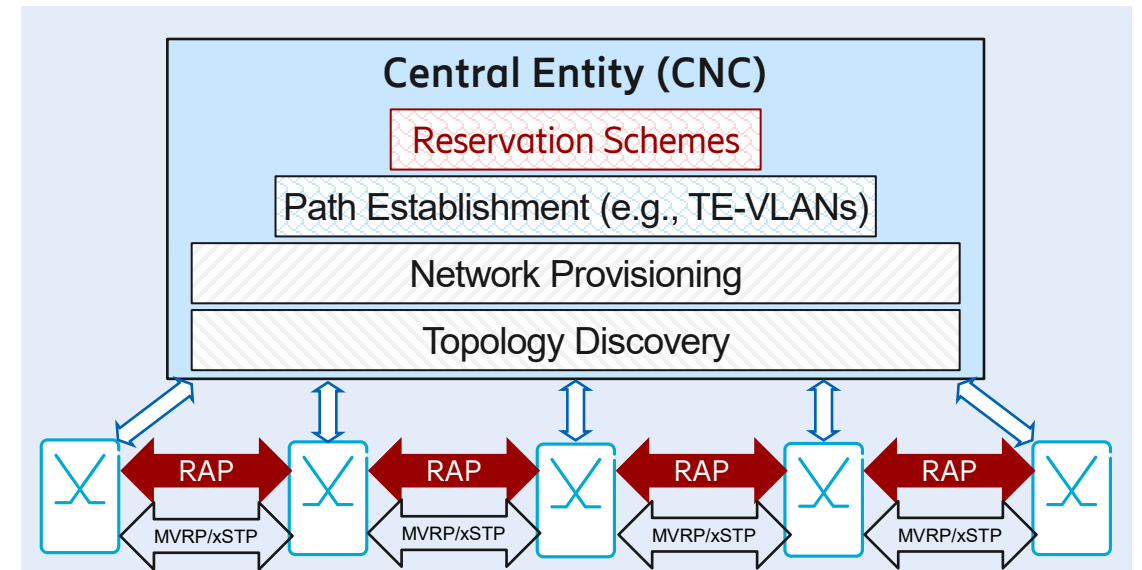 Central Entity (CNC)
Reservation Schemes
Path Establishment (e.g., TE-VLANs)
Network Provisioning
Topology Discovery
RAP
RAP
RAP
RAP
MVRP/xSTP
MVRP/xSTP
MVRP/xSTP
MVRP/xSTP